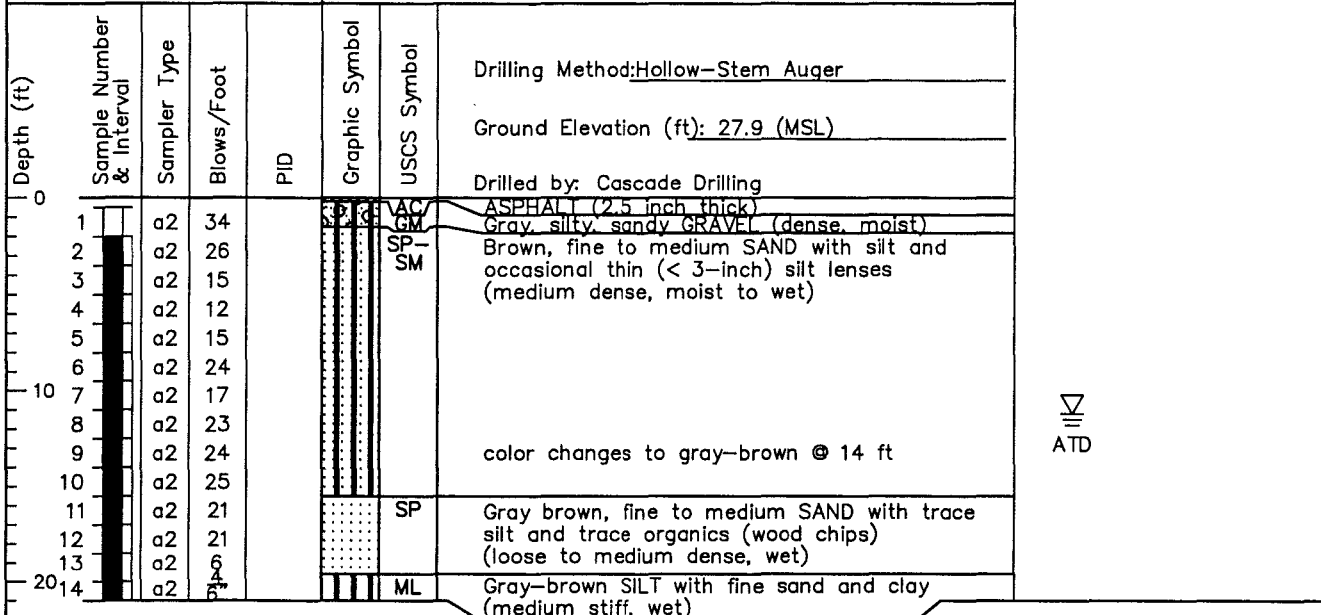 Depth (ft)
Sample Number
& Interval
Sampler Type
Blows/Foot
PID
Graphic Symbol
USCS Symbol
Drilling Method: Hollow-Stem Auger
Ground Elevation (ft): 27.9 (MSL)
Drilled by: Cascade Drilling
0
AC ASPHALT (2.5 inch thick)
1 a2 34 GM Gray, silty, sandy GRAVEL (dense, moist)
SP-
SM
Brown, fine to medium SAND with silt and
occasional thin (< 3-inch) silt lenses
(medium dense, moist to wet)
2 a2 26
3 a2 15
4 a2 12
5 a2 15
6 a2 24
10 7 a2 17
8 a2 23
ATD
9 a2 24 color changes to gray-brown @ 14 ft
10 a2 25
11 a2 21 SP Gray brown, fine to medium SAND with trace
silt and trace organics (wood chips)
12 a2 21
(loose to medium dense, wet)
13 a2 6
20 14 a2 4/6" ML Gray-brown SILT with fine sand and clay
(medium stiff, wet)